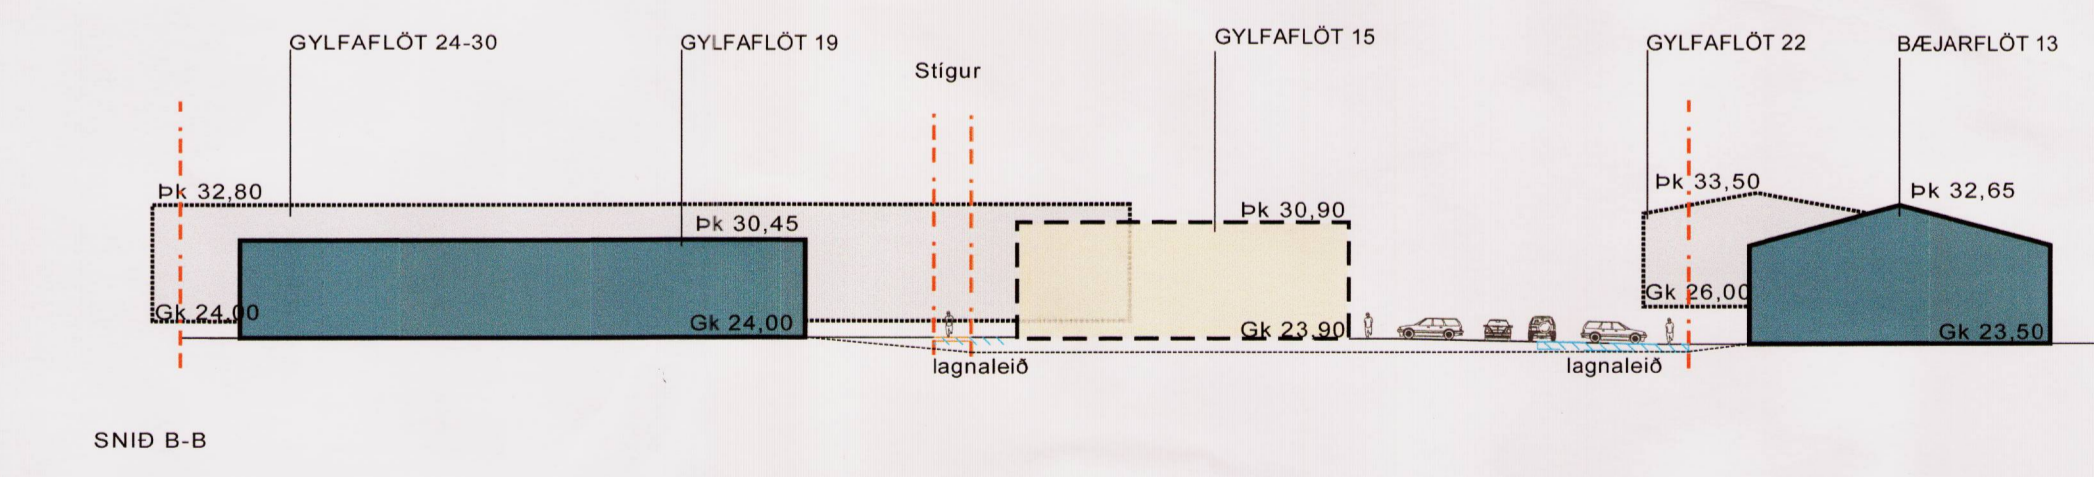 GYLFAFLÖT 24-30
GYLFAFLÖT 19
Stígur
GYLFAFLÖT 15
GYLFAFLÖT 22
BÆJARFLÖT 13
Þk 32,80
Þk 30,45
Þk 30,90
Þk 33,50
Þk 32,65
Gk 24,00
Gk 24,00
Gk 23,90
Gk 26,00
Gk 23,50
lagnaleið
lagnaleið
SNIÐ B-B